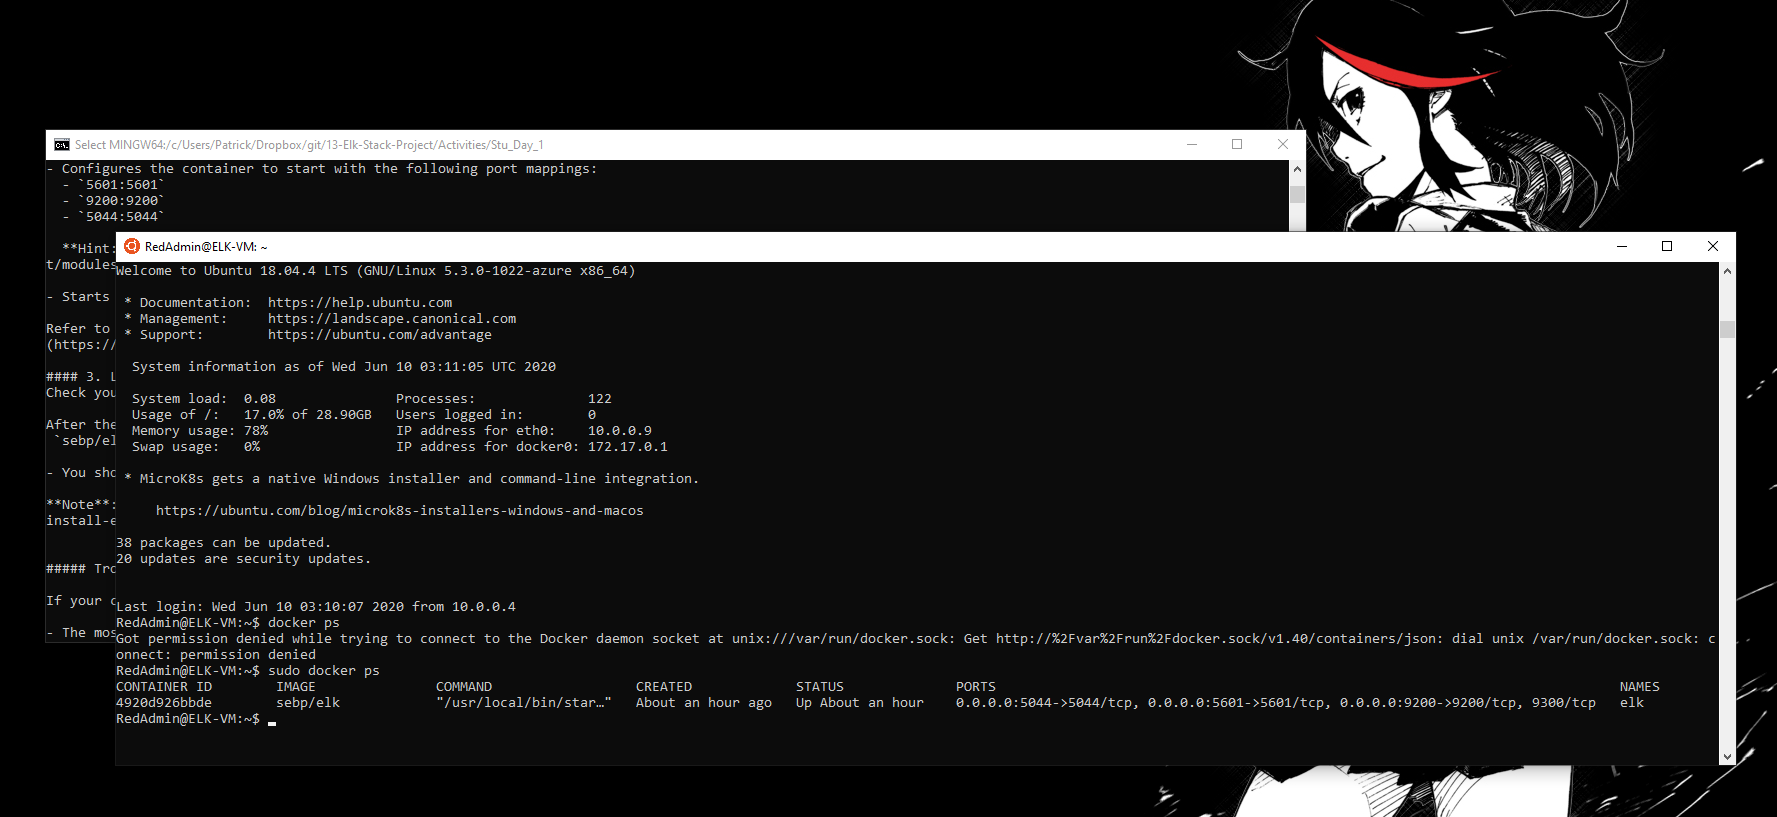 Select MINGW64:/c/Users/Patrick/Dropbox/git/13-Elk-Stack-Project/Activities/Stu_Day_1
- Configures the container to start with the following port mappings:
- `5601:5601`
- `9200:9200`
- `5044:5044`
**Hint:
t/modules
- Starts
Refer to
(https://
#### 3. L
Check you
After the
`sebp/el
- You sho
**Note**:
install-e
##### Tro
If your c
- The mos
RedAdmin@ELK-VM: ~
Welcome to Ubuntu 18.04.4 LTS (GNU/Linux 5.3.0-1022-azure x86_64)
* Documentation:  https://help.ubuntu.com
* Management:     https://landscape.canonical.com
* Support:        https://ubuntu.com/advantage
System information as of Wed Jun 10 03:11:05 UTC 2020
System load:  0.08               Processes:              122
Usage of /:   17.0% of 28.90GB   Users logged in:        0
Memory usage: 78%                IP address for eth0:    10.0.0.9
Swap usage:   0%                 IP address for docker0: 172.17.0.1
* MicroK8s gets a native Windows installer and command-line integration.
https://ubuntu.com/blog/microk8s-installers-windows-and-macos
38 packages can be updated.
20 updates are security updates.
Last login: Wed Jun 10 03:10:07 2020 from 10.0.0.4
RedAdmin@ELK-VM:~$ docker ps
Got permission denied while trying to connect to the Docker daemon socket at unix:///var/run/docker.sock: Get http://%2Fvar%2Frun%2Fdocker.sock/v1.40/containers/json: dial unix /var/run/docker.sock: c
onnect: permission denied
RedAdmin@ELK-VM:~$ sudo docker ps
CONTAINER ID        IMAGE               COMMAND                  CREATED             STATUS              PORTS                                                                              NAMES
4920d926bbde        sebp/elk            "/usr/local/bin/star…"   About an hour ago   Up About an hour    0.0.0.0:5044->5044/tcp, 0.0.0.0:5601->5601/tcp, 0.0.0.0:9200->9200/tcp, 9300/tcp   elk
RedAdmin@ELK-VM:~$